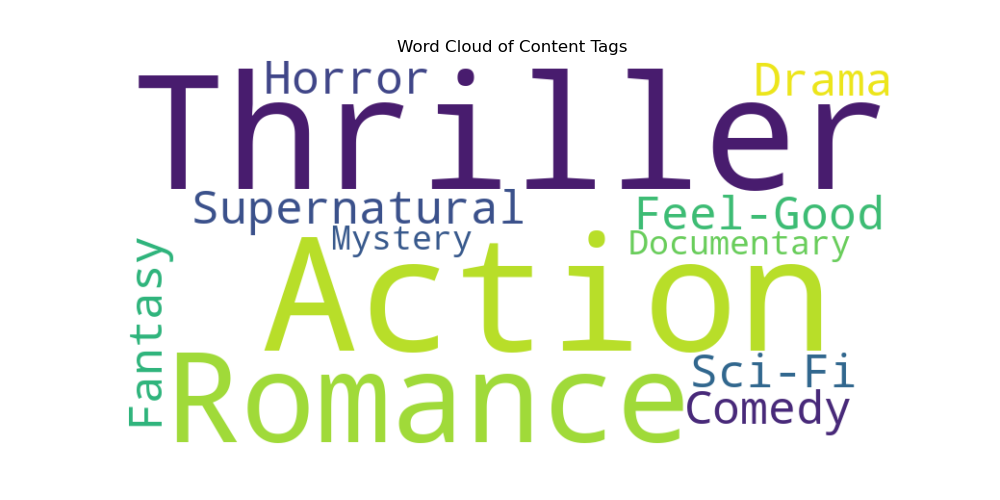 Word Cloud of Content Tags
Horror
Drama
Thriller
Supernatural
Feel-Good
Mystery
Documentary
Fantasy
Action
Sci-Fi
Romance
Comedy